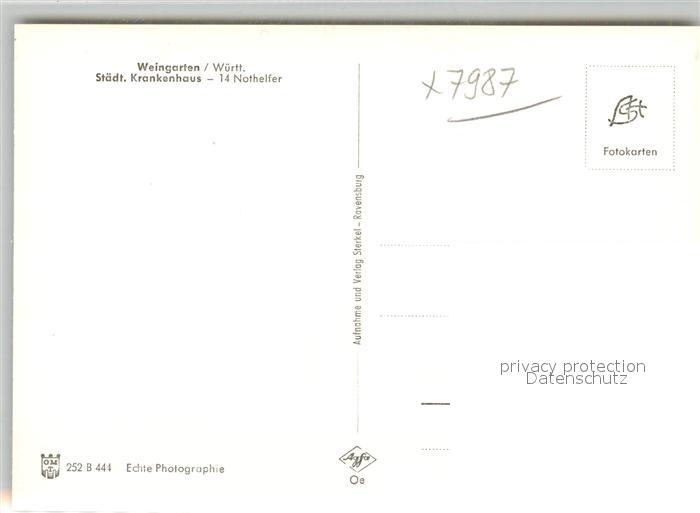 Weingarten / Württ.
Städt. Krankenhaus – 14 Nothelfer
x7987
Fotokarten
Aufnahme und Verlag Sterkel – Ravensburg
privacy protection
Datenschutz
252 B 444 Echte Photographie
Agfa
Oe